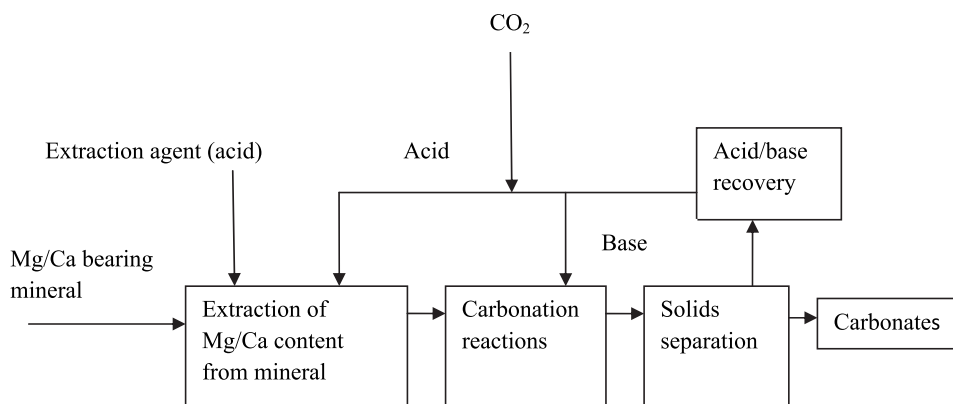 CO₂
Extraction agent (acid)
Acid
Acid/base
recovery
Base
Mg/Ca bearing
mineral
Extraction of
Mg/Ca content
from mineral
Carbonation
reactions
Solids
separation
Carbonates